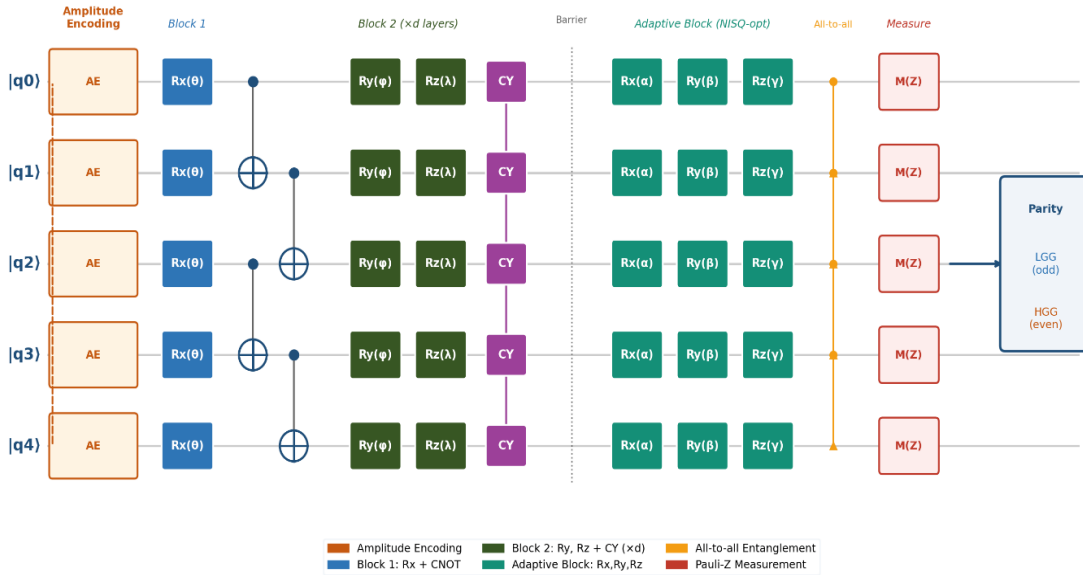 Amplitude
Encoding
Block 1
Block 2 (×d layers)
Barrier
Adaptive Block (NISQ-opt)
All-to-all
Measure
|q0⟩ AE Rx(θ) Ry(φ) Rz(λ) CY Rx(α) Ry(β) Rz(γ) M(Z)
|q1⟩ AE Rx(θ) Ry(φ) Rz(λ) CY Rx(α) Ry(β) Rz(γ) M(Z)
|q2⟩ AE Rx(θ) Ry(φ) Rz(λ) CY Rx(α) Ry(β) Rz(γ) M(Z)
|q3⟩ AE Rx(θ) Ry(φ) Rz(λ) CY Rx(α) Ry(β) Rz(γ) M(Z)
|q4⟩ AE Rx(θ) Ry(φ) Rz(λ) CY Rx(α) Ry(β) Rz(γ) M(Z)
Parity
LGG
(odd)
HGG
(even)
Amplitude Encoding
Block 1: Rx + CNOT
Block 2: Ry, Rz + CY (×d)
Adaptive Block: Rx,Ry,Rz
All-to-all Entanglement
Pauli-Z Measurement